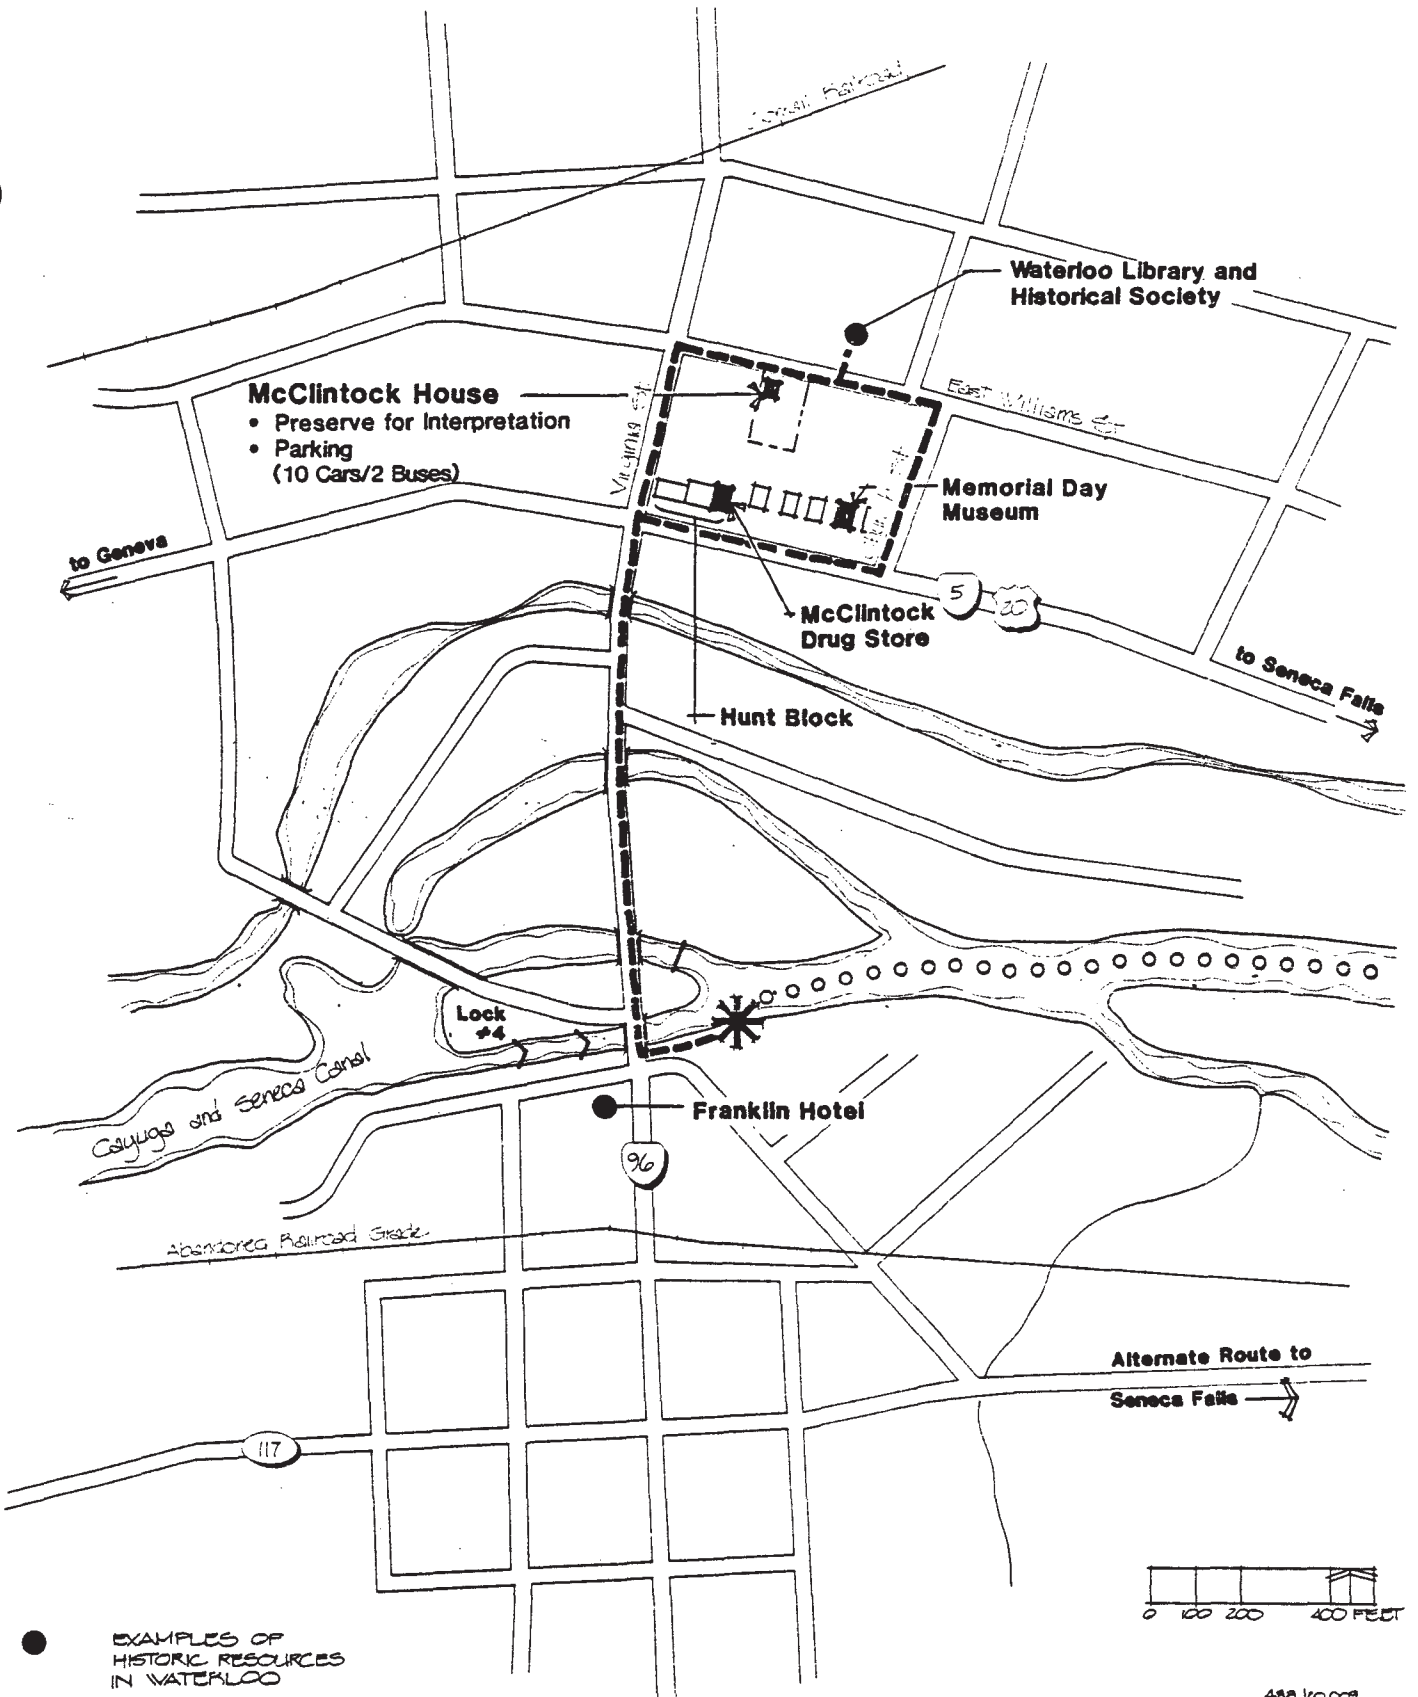 Railroad
Waterloo Library and
Historical Society
McClintock House
• Preserve for Interpretation
• Parking
(10 Cars/2 Buses)
East Williams St
Virginia St
Memorial Day
Museum
to Geneva
5
20
McClintock
Drug Store
to Seneca Falls
Hunt Block
Lock
#4
Cayuga and Seneca Canal
Franklin Hotel
96
Abandoned Railroad Grade
Alternate Route to
Seneca Falls
117
0 100 200 400 FEET
EXAMPLES OF
HISTORIC RESOURCES
IN WATERLOO